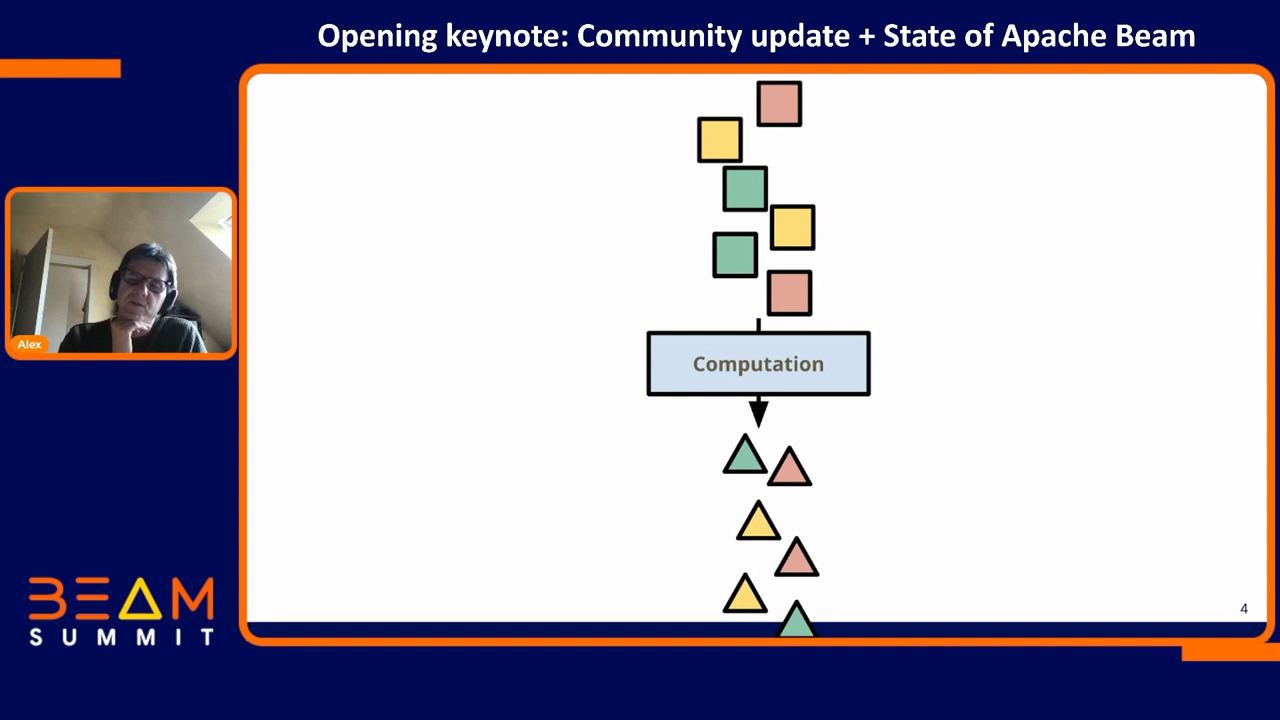 Opening keynote: Community update + State of Apache Beam
Computation
Alex
4
BEAM
SUMMIT